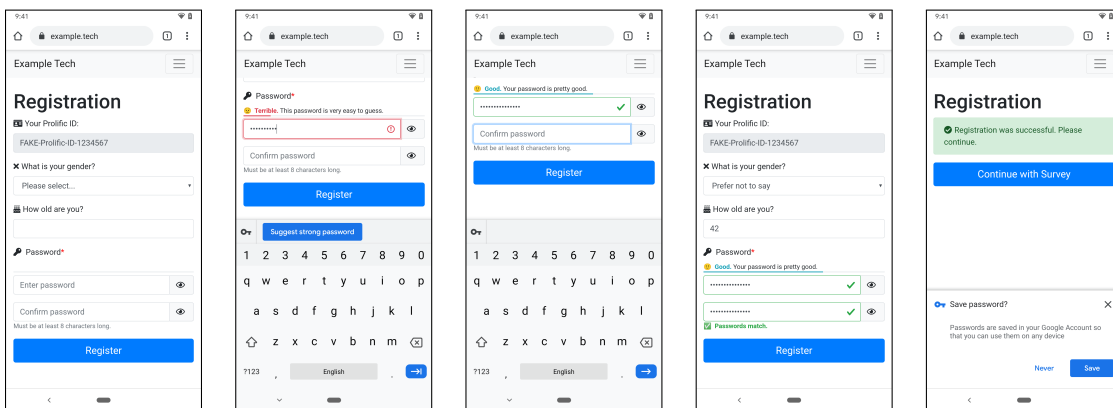 9:41
example.tech
1
Example Tech
Registration
Your Prolific ID:
FAKE-Prolific-ID-1234567
What is your gender?
Please select...
How old are you?
Password*
Enter password
Confirm password
Must be at least 8 characters long.
Register
9:41
example.tech
1
Example Tech
Password*
Terrible. This password is very easy to guess.
Confirm password
Must be at least 8 characters long.
Register
Suggest strong password
1 2 3 4 5 6 7 8 9 0
q w e r t y u i o p
a s d f g h j k l
z x c v b n m
?123 , English .
9:41
example.tech
1
Example Tech
Good. Your password is pretty good.
Confirm password
Must be at least 8 characters long.
Register
1 2 3 4 5 6 7 8 9 0
q w e r t y u i o p
a s d f g h j k l
z x c v b n m
?123 , English .
9:41
example.tech
1
Example Tech
Registration
Your Prolific ID:
FAKE-Prolific-ID-1234567
What is your gender?
Prefer not to say
How old are you?
42
Password*
Good. Your password is pretty good.
Passwords match.
Register
9:41
example.tech
1
Example Tech
Registration
Registration was successful. Please
continue.
Continue with Survey
Save password?
Passwords are saved in your Google Account so
that you can use them on any device
Never Save